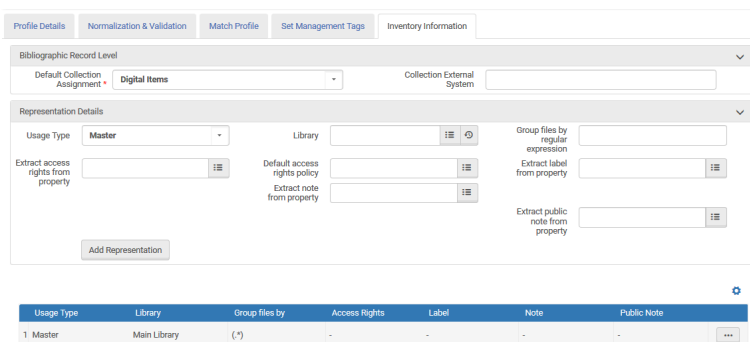 Profile Details Normalization & Validation Match Profile Set Management Tags Inventory Information
Bibliographic Record Level
Default Collection Assignment * Digital Items Collection External System
Representation Details
Usage Type Master Library Group files by regular expression
Extract access rights from property Default access rights policy Extract label from property
Extract note from property
Extract public note from property
Add Representation
Usage Type Library Group files by Access Rights Label Note Public Note
1 Master Main Library (.*) - - - -